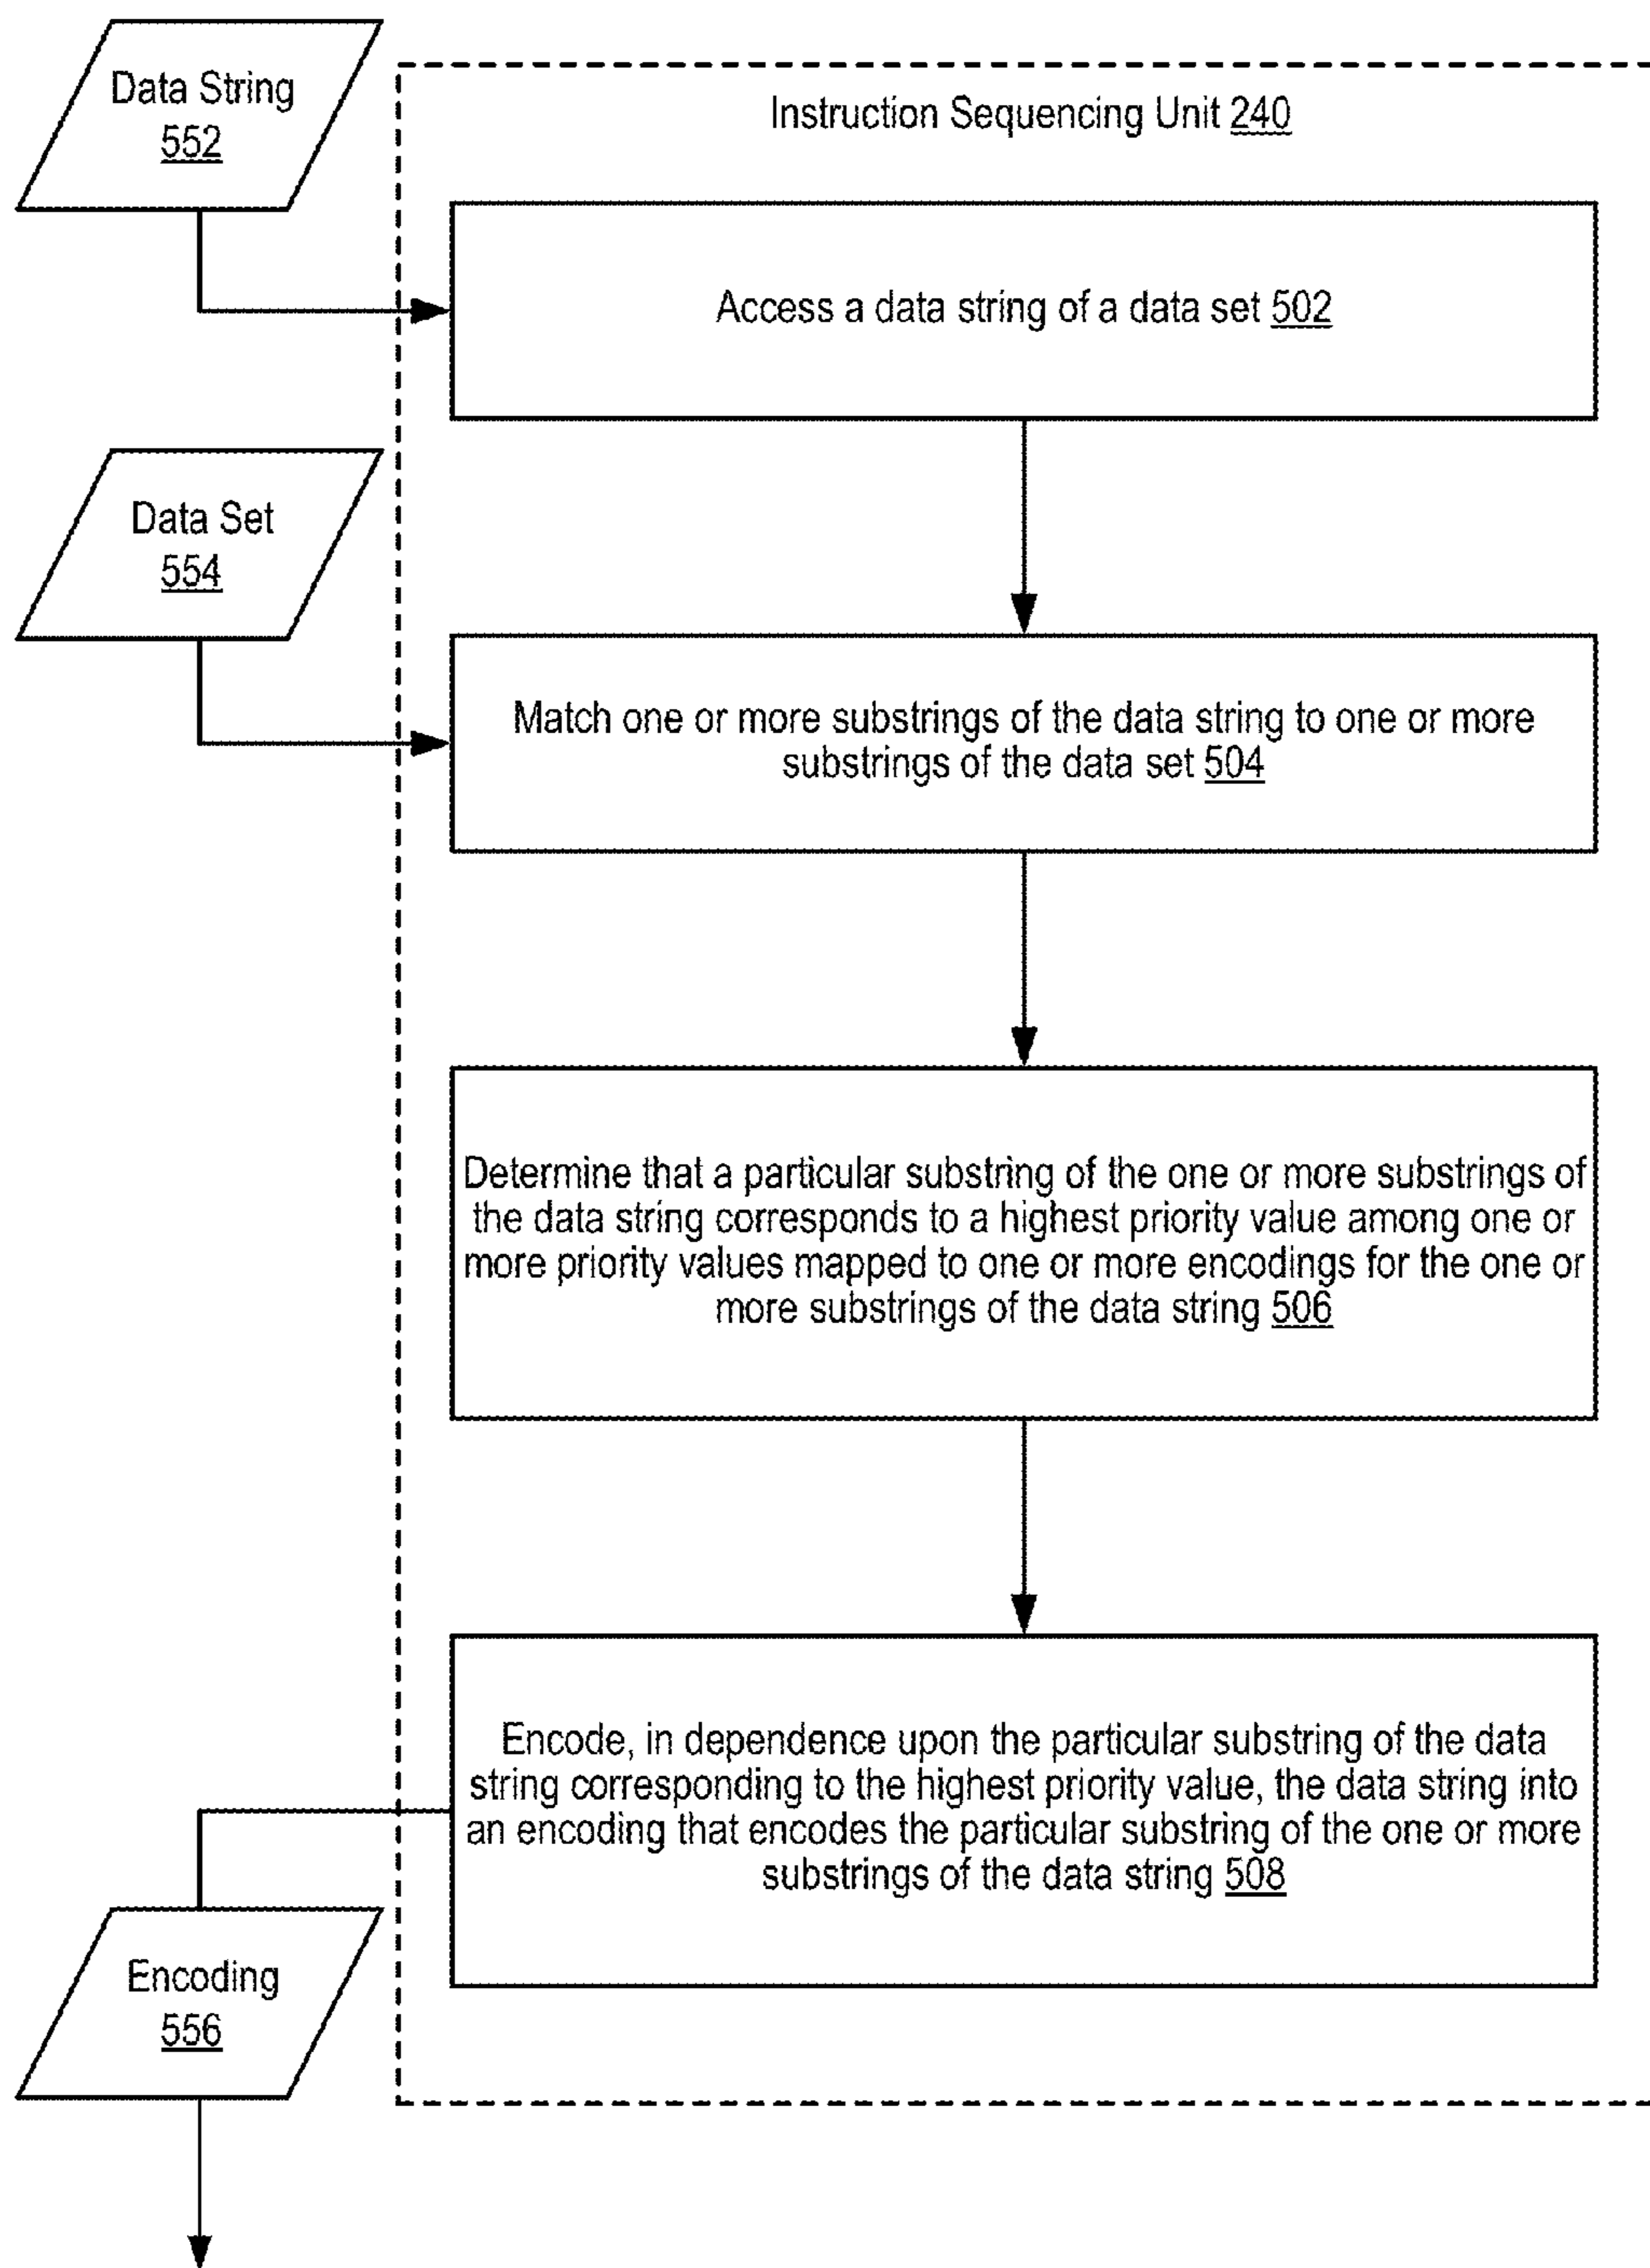 Data String
552
Instruction Sequencing Unit 240
Access a data string of a data set 502
Data Set
554
Match one or more substrings of the data string to one or more
substrings of the data set 504
Determine that a particular substring of the one or more substrings of
the data string corresponds to a highest priority value among one or
more priority values mapped to one or more encodings for the one or
more substrings of the data string 506
Encode, in dependence upon the particular substring of the data
string corresponding to the highest priority value, the data string into
an encoding that encodes the particular substring of the one or more
substrings of the data string 508
Encoding
556